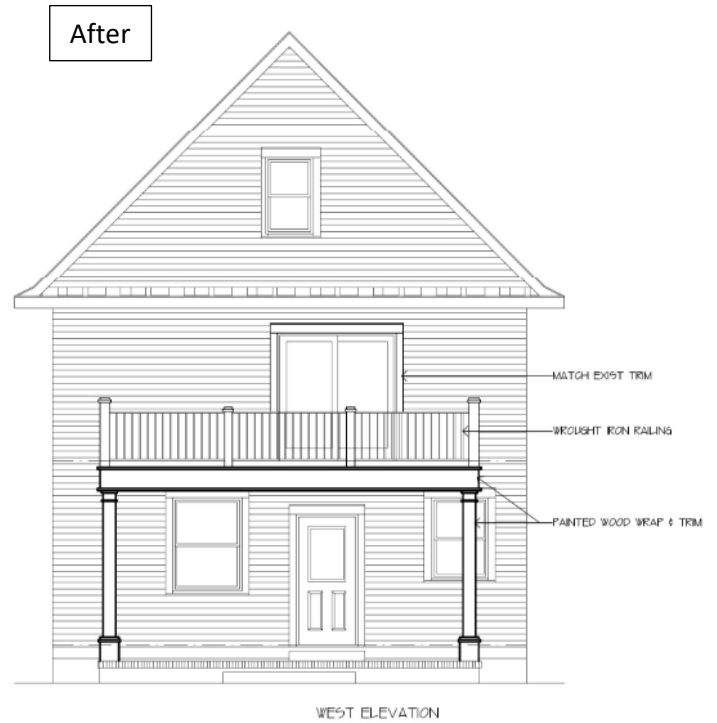 After
MATCH EXIST TRIM
WROUGHT IRON RAILING
PAINTED WOOD WRAP & TRIM
WEST ELEVATION